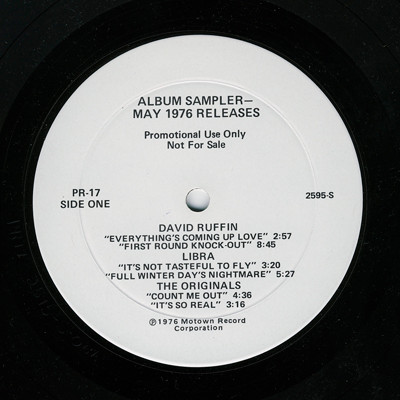 ALBUM SAMPLER—
MAY 1976 RELEASES
Promotional Use Only
Not For Sale
PR-17
SIDE ONE
2595-S
DAVID RUFFIN
"EVERYTHING'S COMING UP LOVE" 2:57
"FIRST ROUND KNOCK-OUT" 8:45
LIBRA
"IT'S NOT TASTEFUL TO FLY" 3:20
"FULL WINTER DAY'S NIGHTMARE" 5:27
THE ORIGINALS
"COUNT ME OUT" 4:36
"IT'S SO REAL" 3:16
℗1976 Motown Record
Corporation